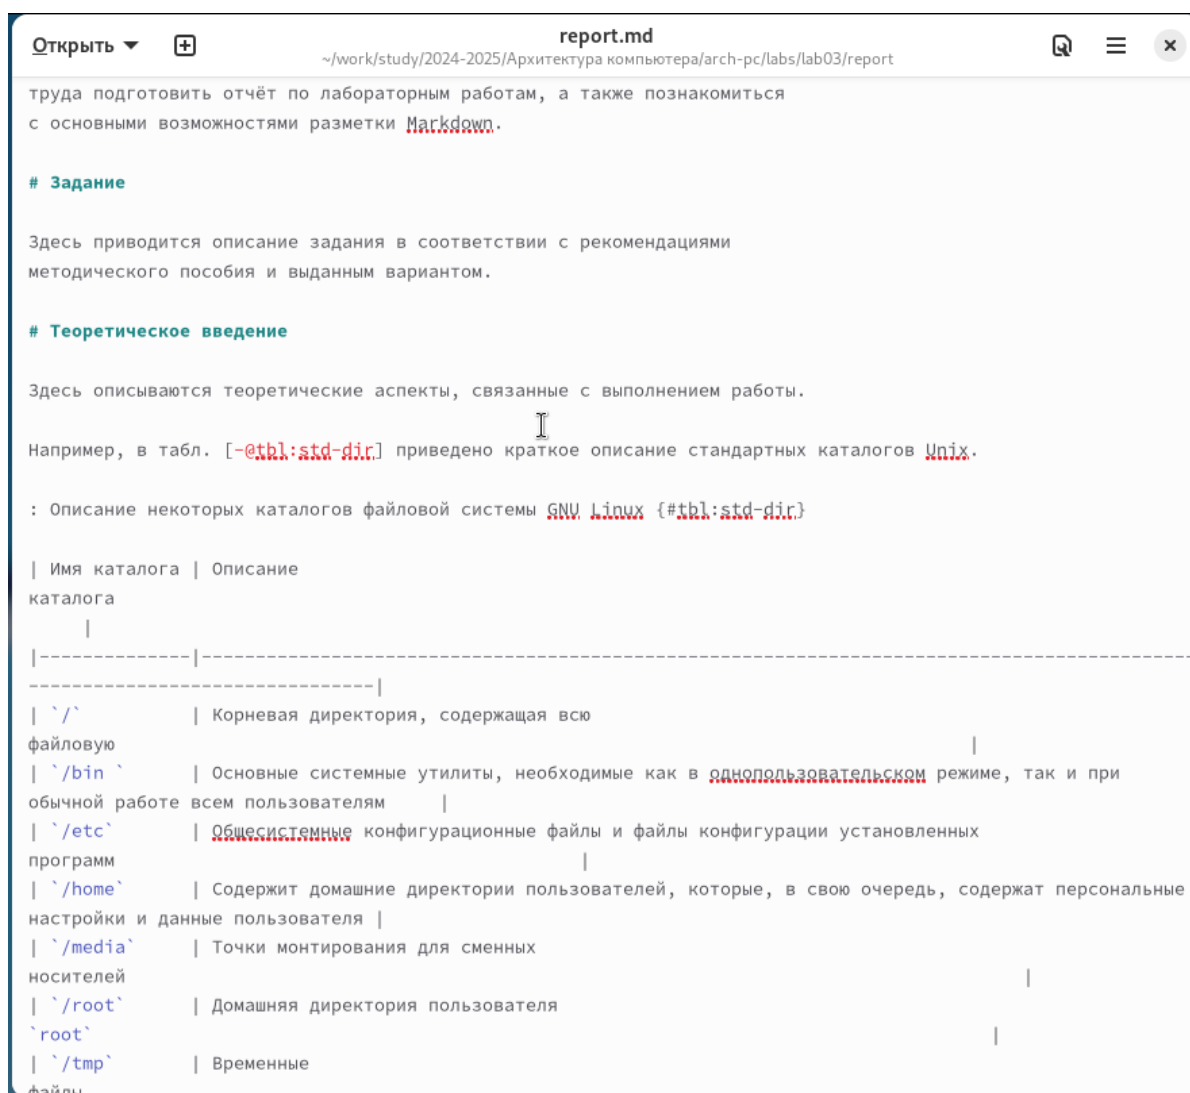 Открыть
report.md
~/work/study/2024-2025/Архитектура компьютера/arch-pc/labs/lab03/report
труда подготовить отчёт по лабораторным работам, а также познакомиться
с основными возможностями разметки Markdown.
# Задание
Здесь приводится описание задания в соответствии с рекомендациями
методического пособия и выданным вариантом.
# Теоретическое введение
Здесь описываются теоретические аспекты, связанные с выполнением работы.
Например, в табл. [-@tbl:std-dir] приведено краткое описание стандартных каталогов Unix.
: Описание некоторых каталогов файловой системы GNU Linux {#tbl:std-dir}
| Имя каталога | Описание
каталога
|
|--------------|--------------------------------------------------------------------------------------------
--------------------------------|
| `/` | Корневая директория, содержащая всю
файловую |
| `/bin ` | Основные системные утилиты, необходимые как в однопользовательском режиме, так и при
обычной работе всем пользователям |
| `/etc` | Общесистемные конфигурационные файлы и файлы конфигурации установленных
программ |
| `/home` | Содержит домашние директории пользователей, которые, в свою очередь, содержат персональные
настройки и данные пользователя |
| `/media` | Точки монтирования для сменных
носителей |
| `/root` | Домашняя директория пользователя
`root` |
| `/tmp` | Временные
файлы